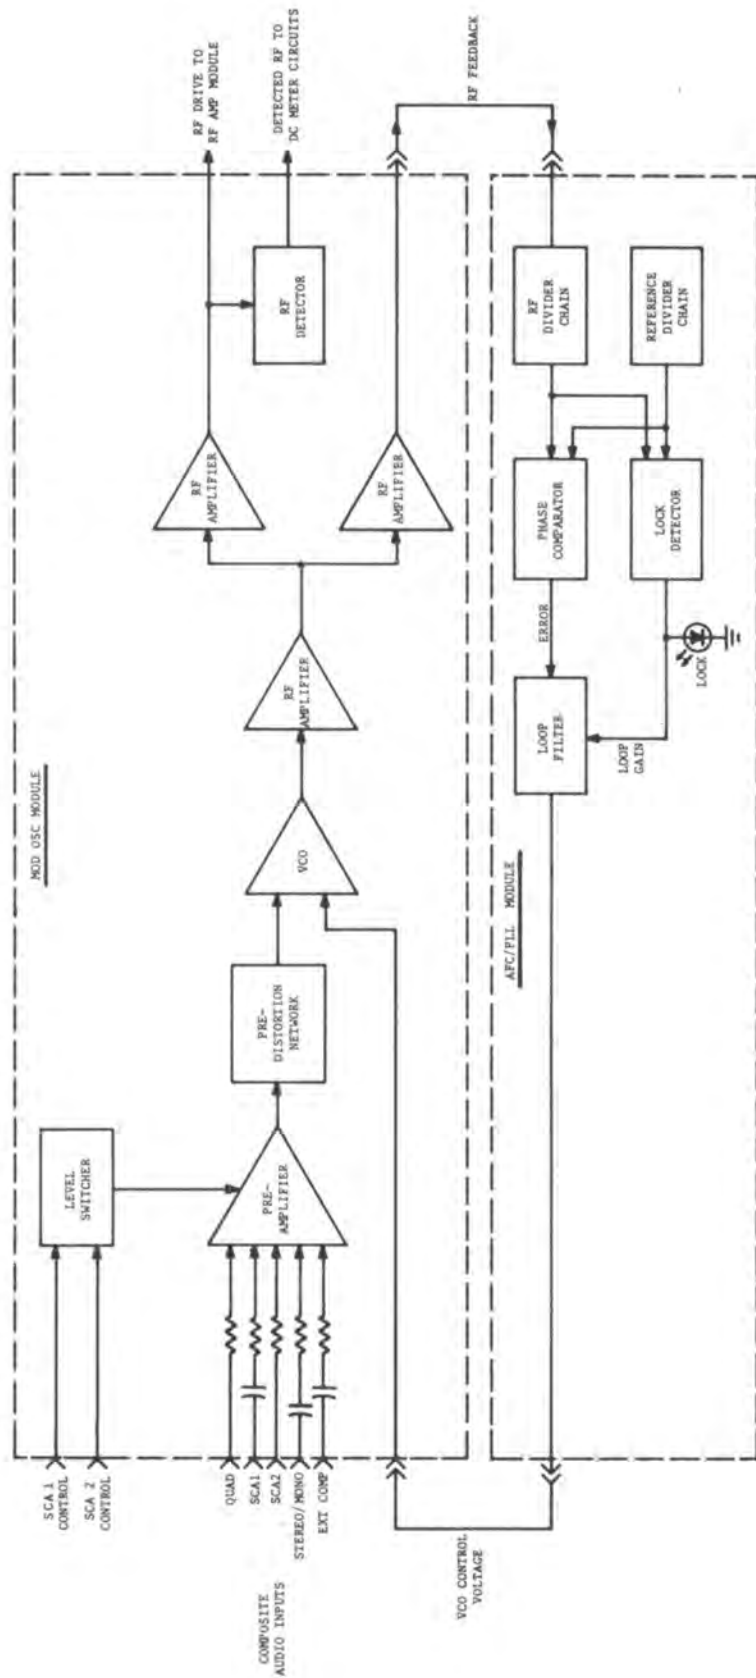 MOD OSC MODULE
SCA 1
CONTROL
SCA 2
CONTROL
LEVEL
SWITCHER
COMPOSITE
AUDIO INPUTS
QUAD
SCA1
SCA2
STEREO/MONO
EXT COMP
PRE-
AMPLIFIER
PRE-
DISTORTION
NETWORK
VCO
RF
AMPLIFIER
RF
AMPLIFIER
RF
AMPLIFIER
RF
DETECTOR
RF DRIVE TO
RF AMP MODULE
DETECTED RF TO
DC METER CIRCUITS
RF FEEDBACK
VCO CONTROL
VOLTAGE
AFC/PLL MODULE
LOOP
FILTER
ERROR
PHASE
COMPARATOR
RF
DIVIDER
CHAIN
LOOP
GAIN
LOCK
LOCK
DETECTOR
REFERENCE
DIVIDER
CHAIN